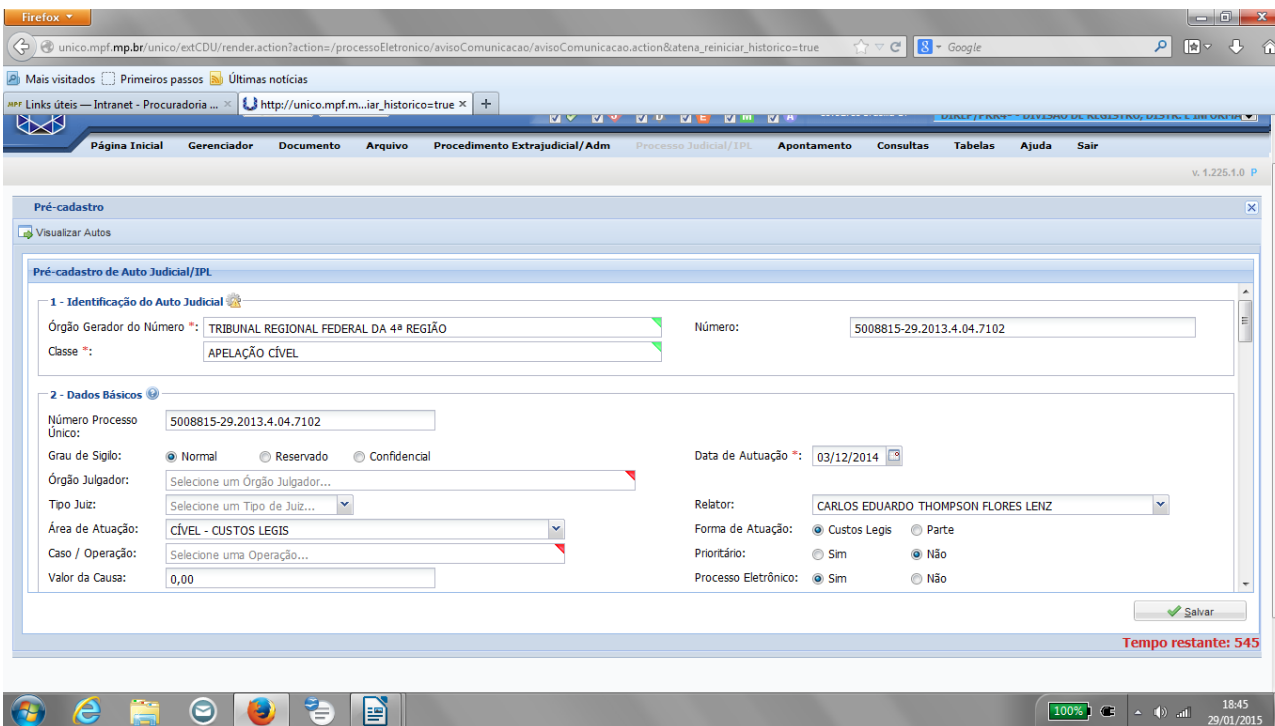 Firefox
unico.mpf.mp.br/unico/extCDU/render.action?action=/processoEletronico/avisoComunicacao/avisoComunicacao.action&atena_reiniciar_historico=true
Google
Mais visitados Primeiros passos Últimas notícias
MPF Links úteis — Intranet - Procuradoria ... × http://unico.mpf.m...iar_historico=true × +
DIREP/PRR4ª - DIVISÃO DE REGISTRO, DISTR. E INFORMA
Página Inicial Gerenciador Documento Arquivo Procedimento Extrajudicial/Adm Processo Judicial/IPL Apontamento Consultas Tabelas Ajuda Sair
v. 1.225.1.0 P
Pré-cadastro
Visualizar Autos
Pré-cadastro de Auto Judicial/IPL
1 - Identificação do Auto Judicial
Órgão Gerador do Número *: TRIBUNAL REGIONAL FEDERAL DA 4ª REGIÃO Número: 5008815-29.2013.4.04.7102
Classe *: APELAÇÃO CÍVEL
2 - Dados Básicos
Número Processo Único: 5008815-29.2013.4.04.7102
Grau de Sigilo: Normal Reservado Confidencial Data de Autuação *: 03/12/2014
Órgão Julgador: Selecione um Órgão Julgador...
Tipo Juiz: Selecione um Tipo de Juiz... Relator: CARLOS EDUARDO THOMPSON FLORES LENZ
Área de Atuação: CÍVEL - CUSTOS LEGIS Forma de Atuação: Custos Legis Parte
Caso / Operação: Selecione uma Operação... Prioritário: Sim Não
Valor da Causa: 0,00 Processo Eletrônico: Sim Não
Salvar
Tempo restante: 545
100% 18:45
29/01/2015